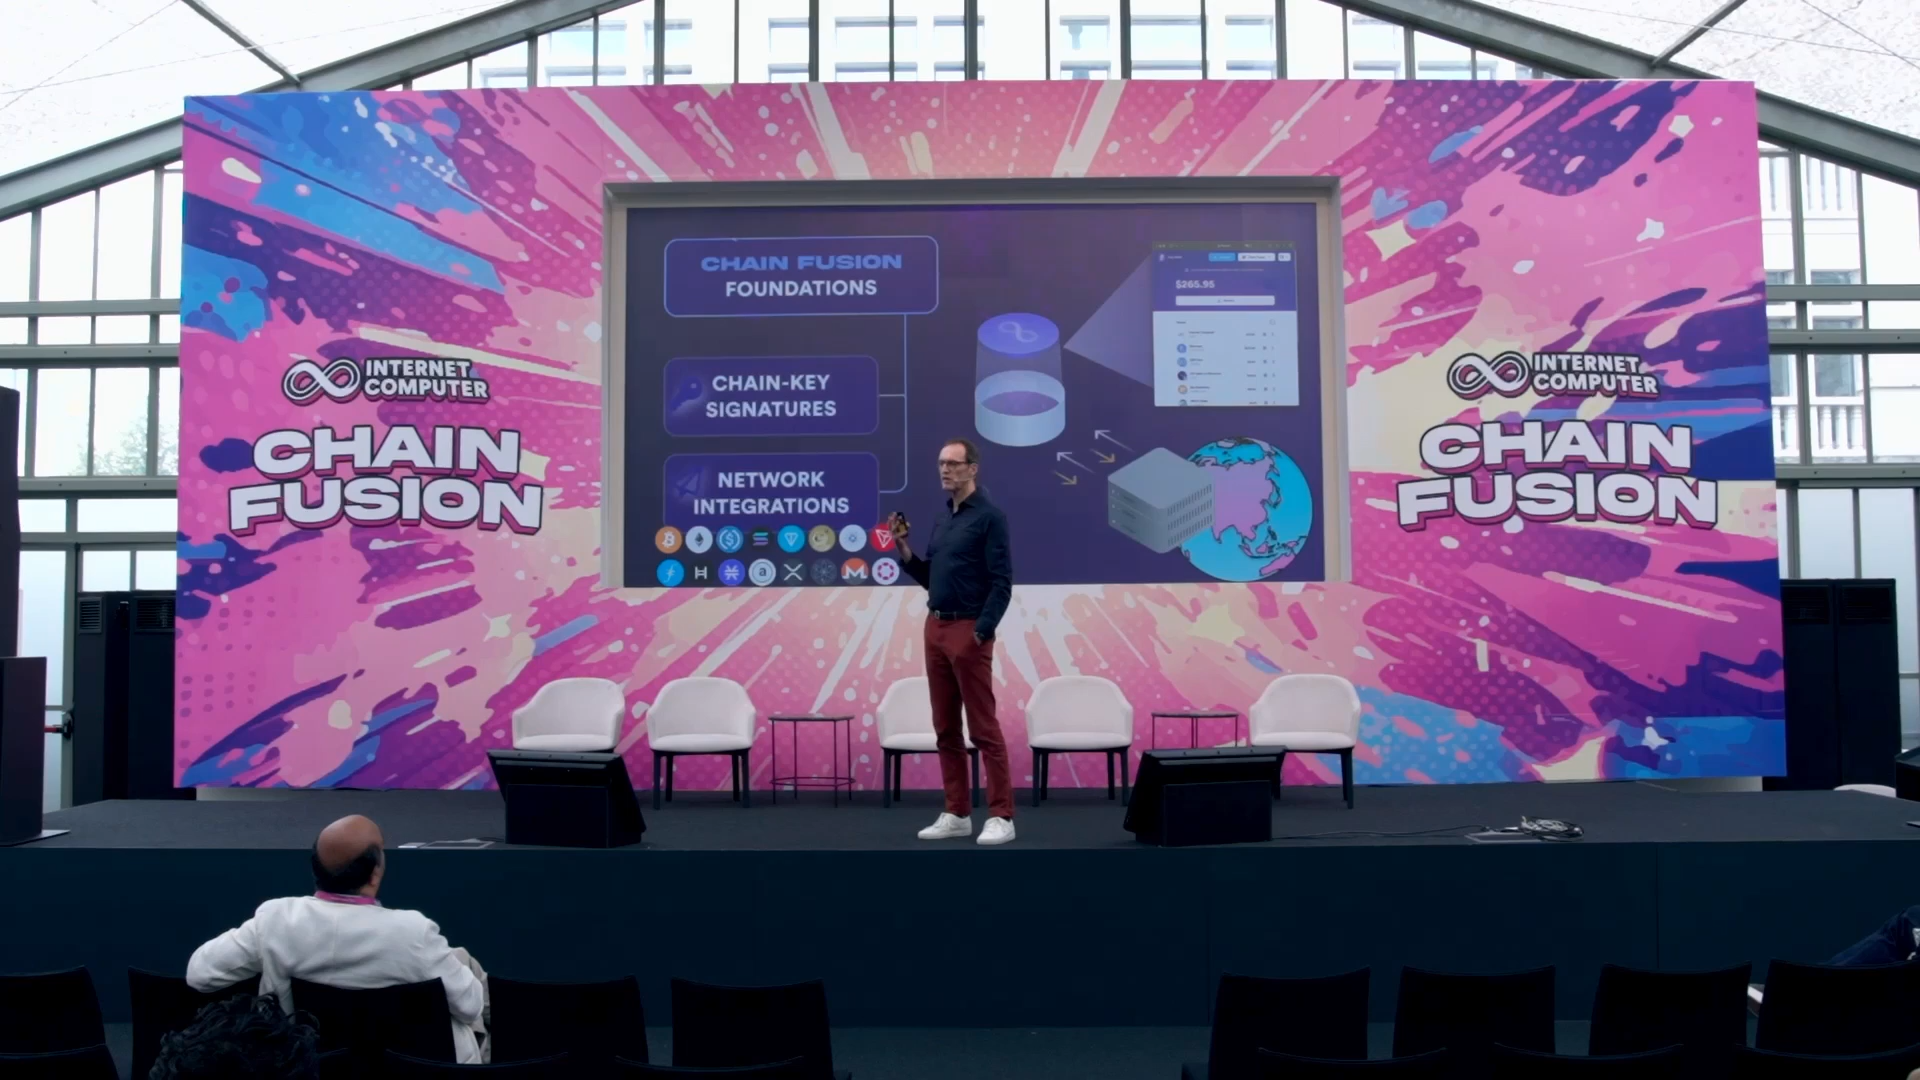 CHAIN FUSION
FOUNDATIONS
CHAIN-KEY
SIGNATURES
NETWORK
INTEGRATIONS
$265.95
INTERNET
COMPUTER
CHAIN
FUSION
INTERNET
COMPUTER
CHAIN
FUSION